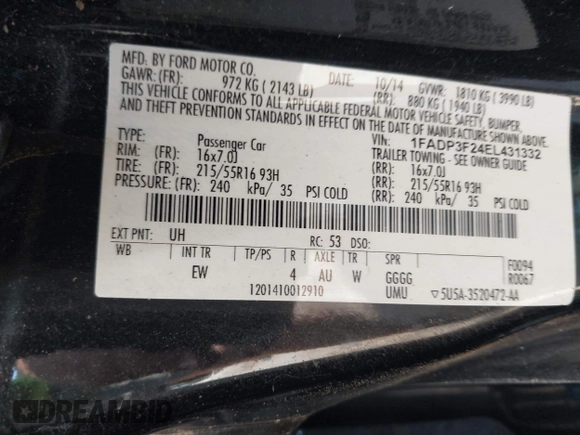 MFD. BY FORD MOTOR CO.
DATE: 10/14 GVWR: 1810 KG ( 3990 LB)
GAWR: (FR): 972 KG ( 2143 LB) (RR): 880 KG ( 1940 LB)
THIS VEHICLE CONFORMS TO ALL APPLICABLE FEDERAL MOTOR VEHICLE SAFETY, BUMPER,
AND THEFT PREVENTION STANDARDS IN EFFECT ON THE DATE OF MANUFACTURE SHOWN ABOVE.
VIN: 1FADP3F24EL431332
TYPE: Passenger Car TRAILER TOWING - SEE OWNER GUIDE
RIM: 16x7.0J (RR): 16x7.0J
TIRE: (FR): 215/55R16 93H (RR): 215/55R16 93H
PRESSURE: (FR): 240 kPa/ 35 PSI COLD (RR): 240 kPa/ 35 PSI COLD
EXT PNT: UH RC: 53 DSO:
WB INT TR TP/PS R AXLE TR SPR
EW 4 AU W GGGG
F0094
R0067
1201410012910 UMU 5U5A-3520472-AA
DREAMBID